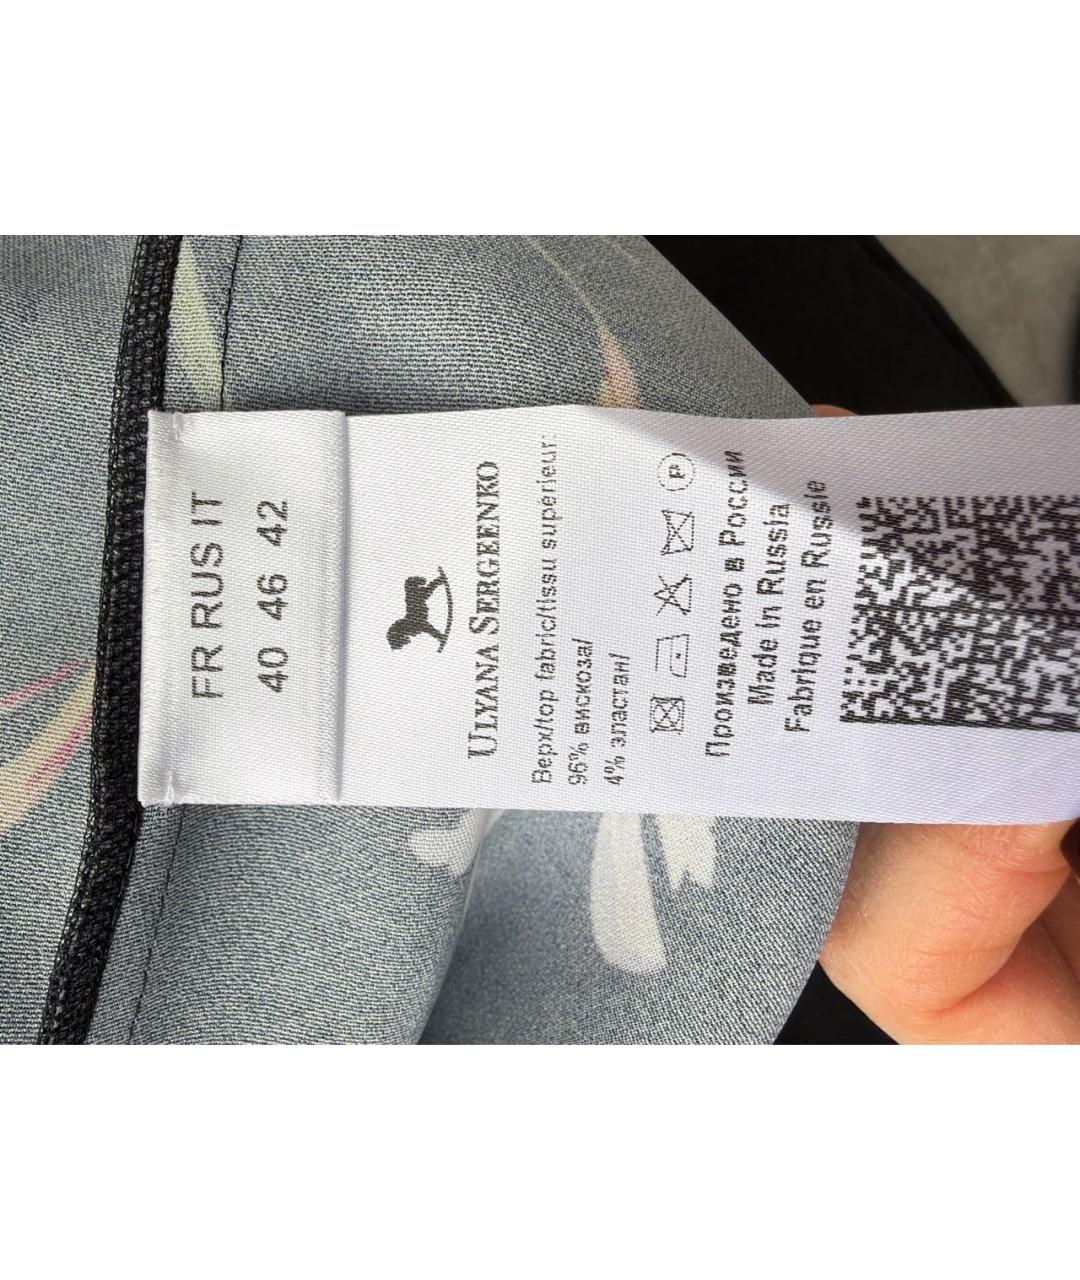 FR RUS IT
40 46 42
ULYANA SERGEENKO
Верх/top fabric/tissu superieur:
96% вискоза/
4% эластан/
P
Произведено в России
Made in Russia
Fabrique en Russie